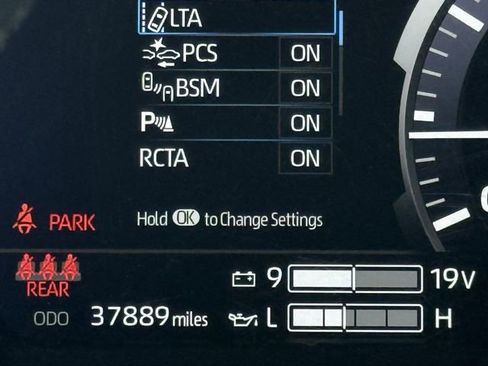 LTA
PCS ON
BSM ON
P ON
RCTA ON
PARK
Hold OK to Change Settings
REAR
9 19V
ODO 37889 miles
L H